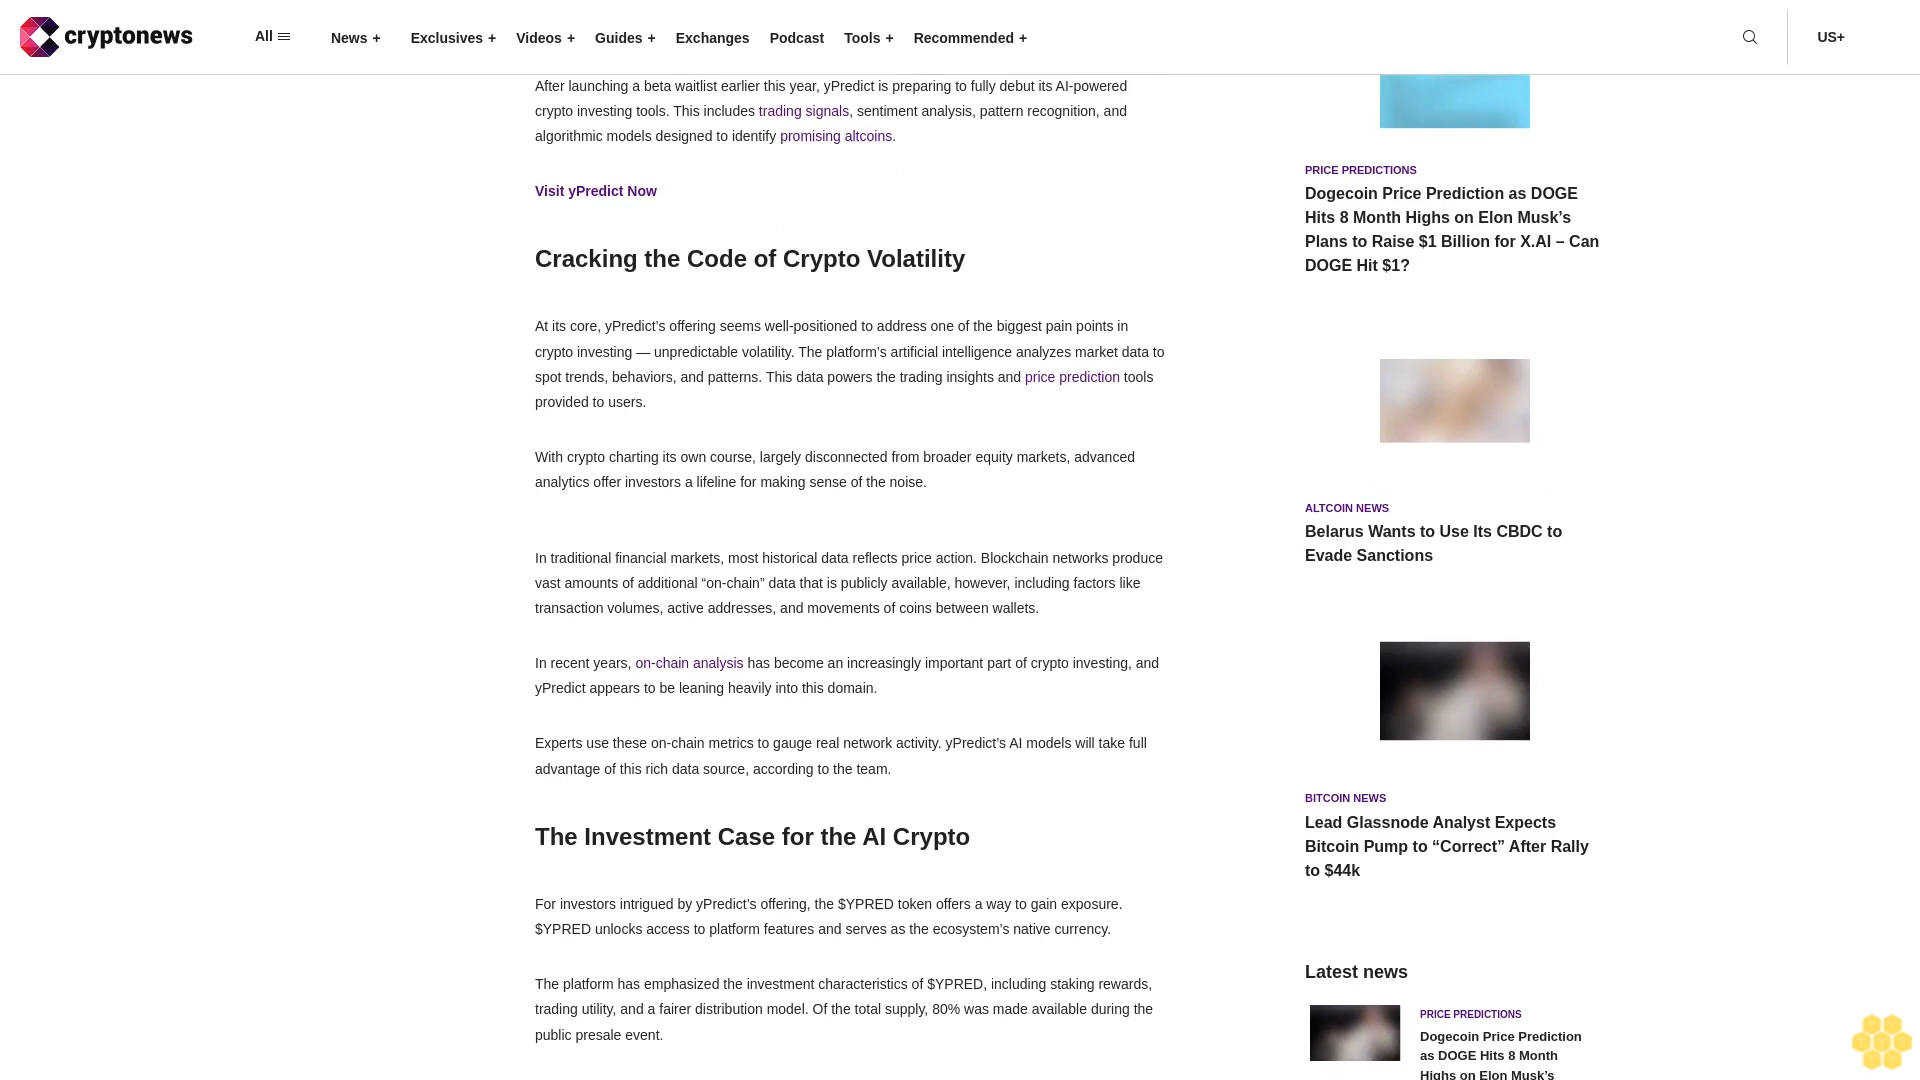 cryptonews
All
News +
Exclusives +
Videos +
Guides +
Exchanges
Podcast
Tools +
Recommended +
US+
After launching a beta waitlist earlier this year, yPredict is preparing to fully debut its AI-powered
crypto investing tools. This includes trading signals, sentiment analysis, pattern recognition, and
algorithmic models designed to identify promising altcoins.
Visit yPredict Now
Cracking the Code of Crypto Volatility
At its core, yPredict’s offering seems well-positioned to address one of the biggest pain points in
crypto investing — unpredictable volatility. The platform’s artificial intelligence analyzes market data to
spot trends, behaviors, and patterns. This data powers the trading insights and price prediction tools
provided to users.
With crypto charting its own course, largely disconnected from broader equity markets, advanced
analytics offer investors a lifeline for making sense of the noise.
In traditional financial markets, most historical data reflects price action. Blockchain networks produce
vast amounts of additional “on-chain” data that is publicly available, however, including factors like
transaction volumes, active addresses, and movements of coins between wallets.
In recent years, on-chain analysis has become an increasingly important part of crypto investing, and
yPredict appears to be leaning heavily into this domain.
Experts use these on-chain metrics to gauge real network activity. yPredict’s AI models will take full
advantage of this rich data source, according to the team.
The Investment Case for the AI Crypto
For investors intrigued by yPredict’s offering, the $YPRED token offers a way to gain exposure.
$YPRED unlocks access to platform features and serves as the ecosystem’s native currency.
The platform has emphasized the investment characteristics of $YPRED, including staking rewards,
trading utility, and a fairer distribution model. Of the total supply, 80% was made available during the
public presale event.
PRICE PREDICTIONS
Dogecoin Price Prediction as DOGE
Hits 8 Month Highs on Elon Musk’s
Plans to Raise $1 Billion for X.AI – Can
DOGE Hit $1?
ALTCOIN NEWS
Belarus Wants to Use Its CBDC to
Evade Sanctions
BITCOIN NEWS
Lead Glassnode Analyst Expects
Bitcoin Pump to “Correct” After Rally
to $44k
Latest news
PRICE PREDICTIONS
Dogecoin Price Prediction
as DOGE Hits 8 Month
Highs on Elon Musk’s